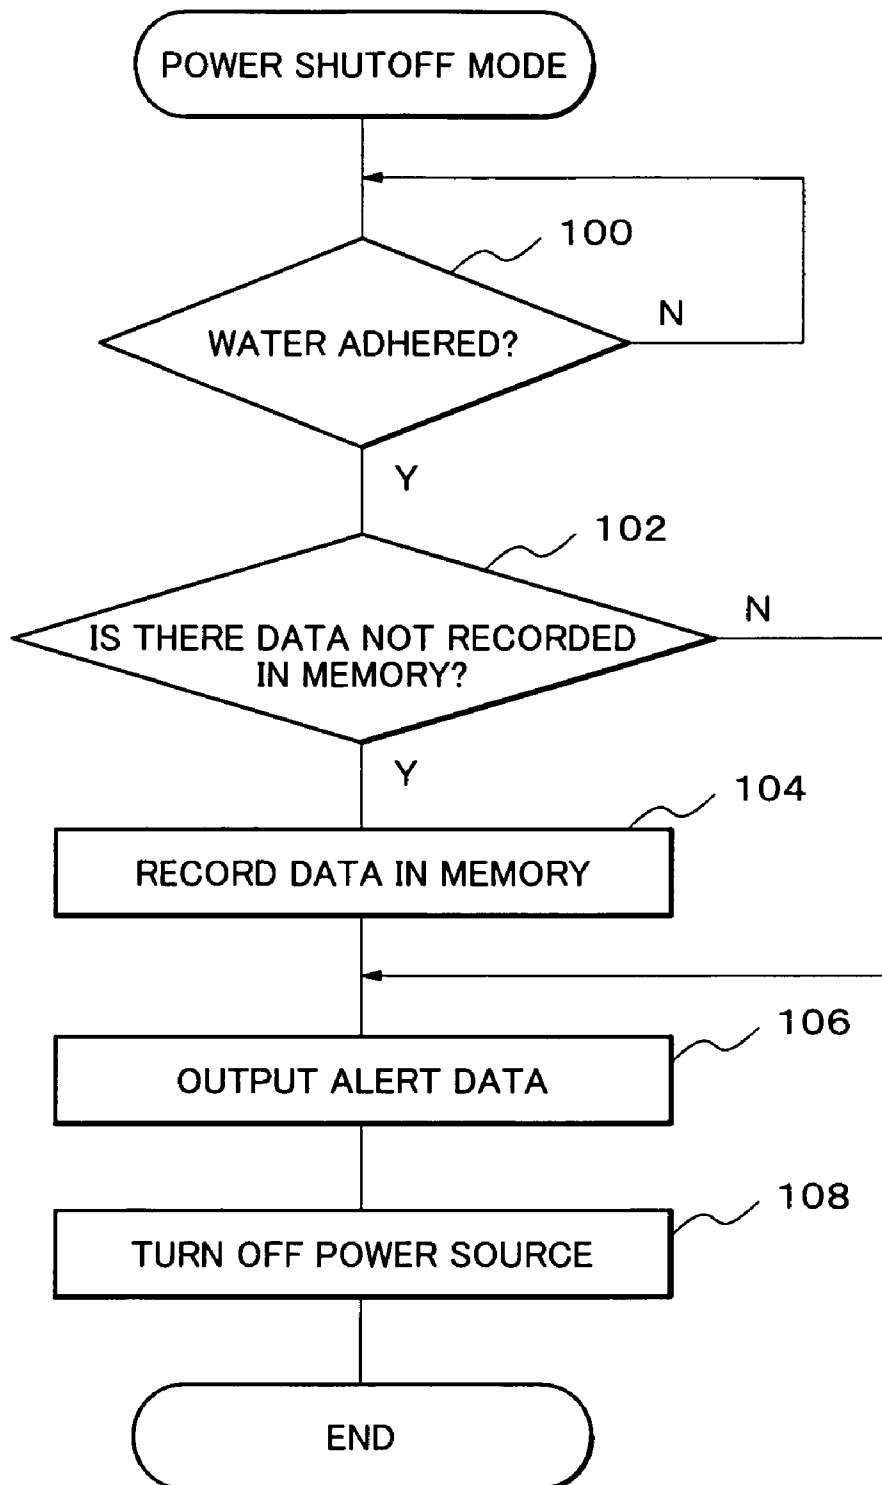 POWER SHUTOFF MODE
100
WATER ADHERED?
N
Y
102
IS THERE DATA NOT RECORDED
IN MEMORY?
N
Y
104
RECORD DATA IN MEMORY
106
OUTPUT ALERT DATA
108
TURN OFF POWER SOURCE
END